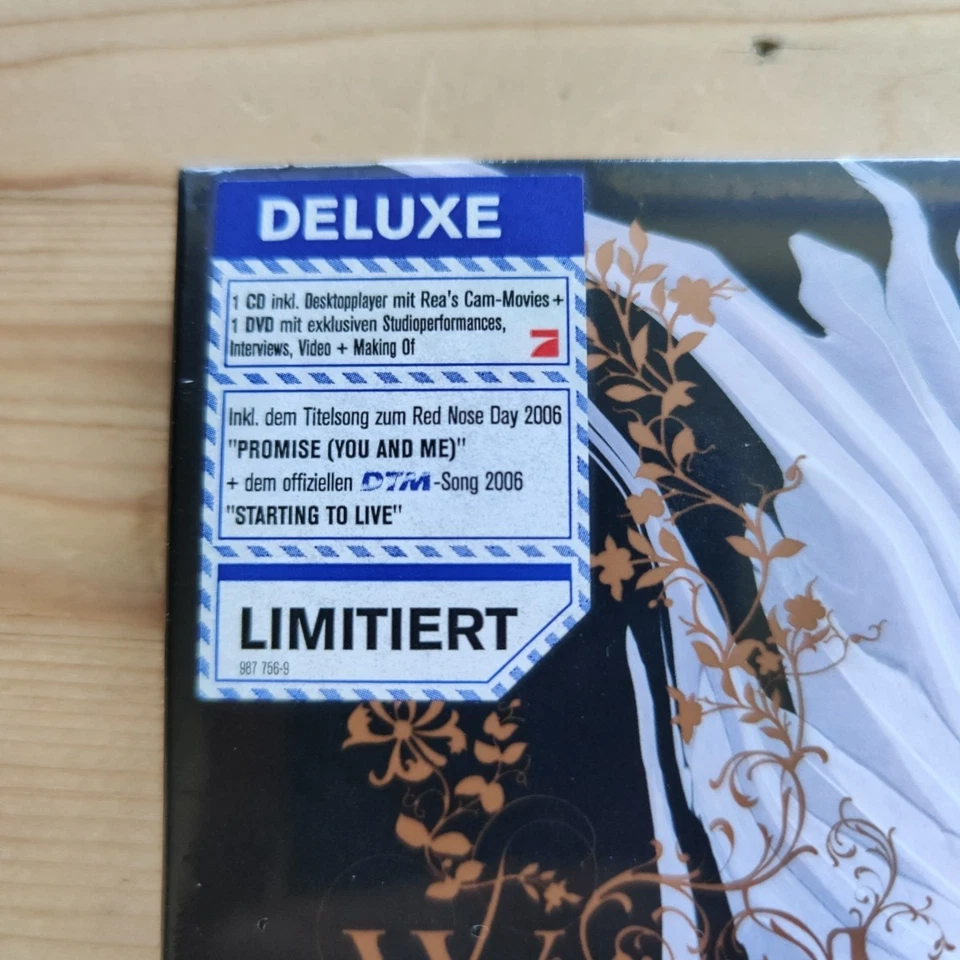 DELUXE
1 CD inkl. Desktopplayer mit Rea's Cam-Movies +
1 DVD mit exklusiven Studioperformances,
Interviews, Video + Making Of
Inkl. dem Titelsong zum Red Nose Day 2006
"PROMISE (YOU AND ME)"
+ dem offiziellen DTM-Song 2006
"STARTING TO LIVE"
LIMITIERT
987 756-9